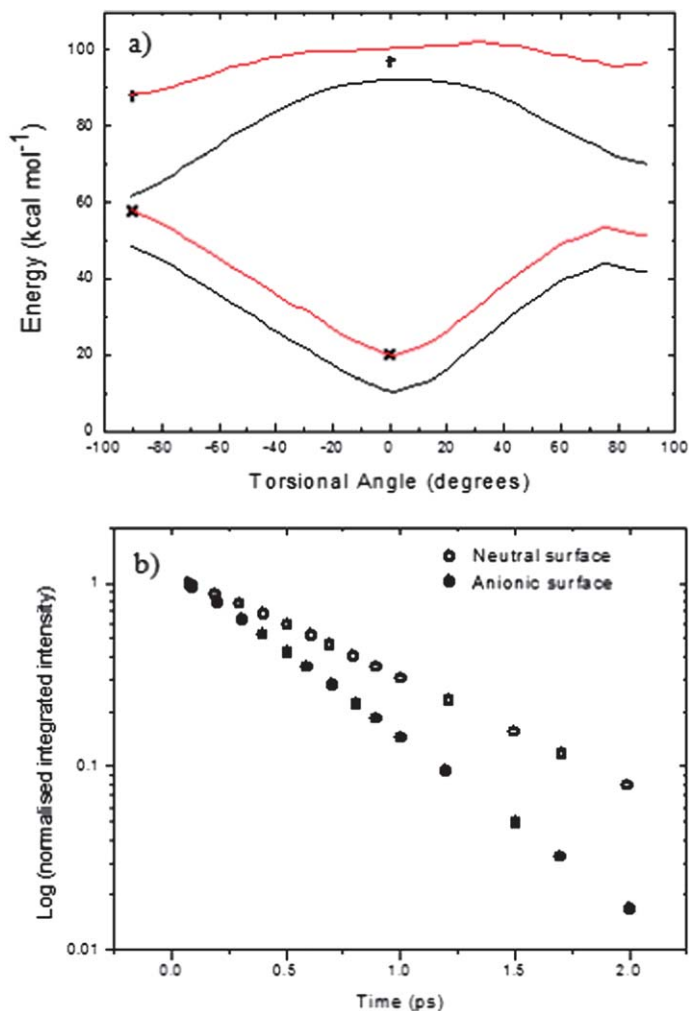 a)
100
80
60
40
20
0
Energy (kcal mol⁻¹)
-100 -80 -60 -40 -20 0 20 40 60 80 100
Torsional Angle (degrees)
b)
Neutral surface
Anionic surface
1
0.1
0.01
Log (normalised integrated intensity)
0.0 0.5 1.0 1.5 2.0
Time (ps)